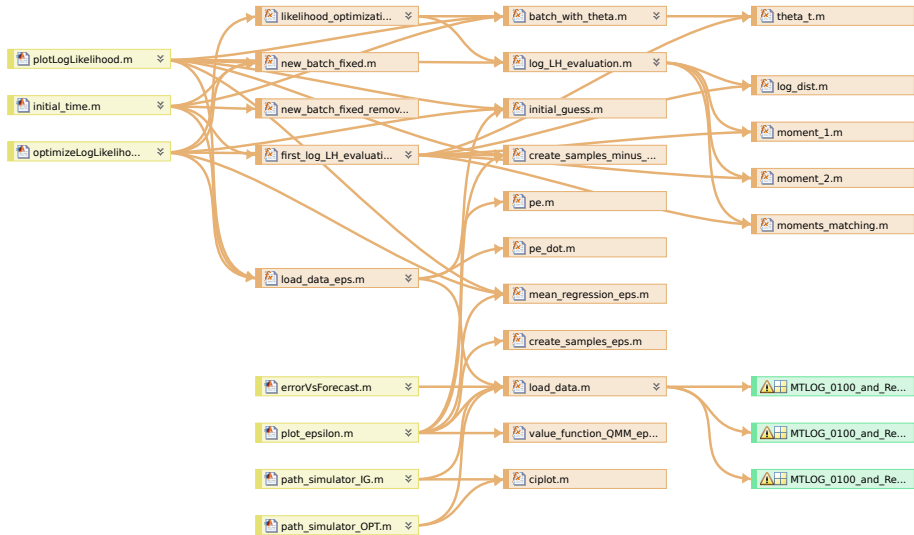 likelihood_optimizati...
batch_with_theta.m
theta_t.m
plotLogLikelihood.m
new_batch_fixed.m
log_LH_evaluation.m
log_dist.m
initial_time.m
new_batch_fixed_remov...
initial_guess.m
moment_1.m
optimizeLogLikeliho...
first_log_LH_evaluati...
create_samples_minus_...
moment_2.m
pe.m
moments_matching.m
pe_dot.m
load_data_eps.m
mean_regression_eps.m
create_samples_eps.m
errorVsForecast.m
load_data.m
MTLOG_0100_and_Re...
plot_epsilon.m
value_function_QMM_ep...
MTLOG_0100_and_Re...
path_simulator_IG.m
ciplot.m
MTLOG_0100_and_Re...
path_simulator_OPT.m